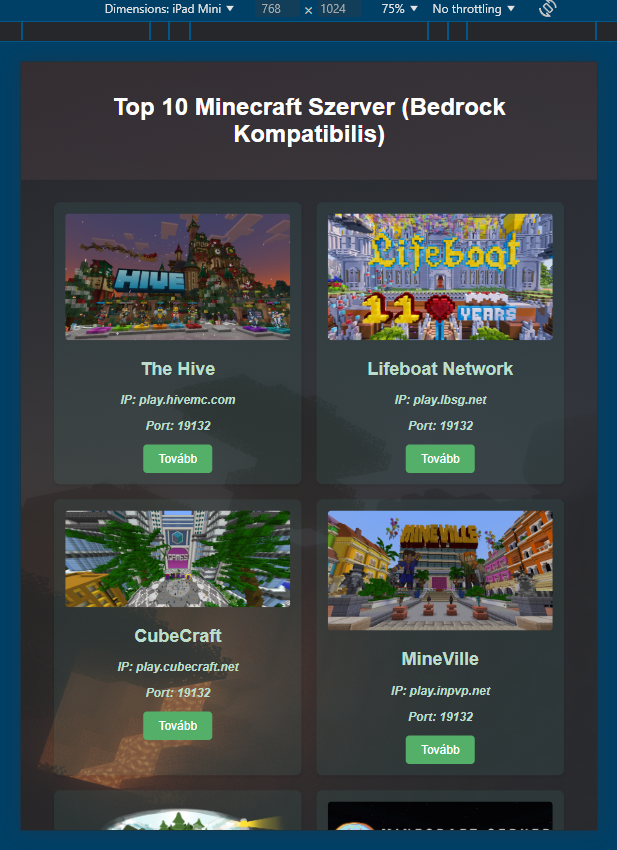 Dimensions: iPad Mini 768 × 1024 75% No throttling
Top 10 Minecraft Szerver (Bedrock
Kompatibilis)
HIVE
The Hive
IP: play.hivemc.com
Port: 19132
Tovább
Lifeboat
11 YEARS
Lifeboat Network
IP: play.lbsg.net
Port: 19132
Tovább
GAMES
CubeCraft
IP: play.cubecraft.net
Port: 19132
Tovább
MINEVILLE
MineVille
IP: play.inpvp.net
Port: 19132
Tovább